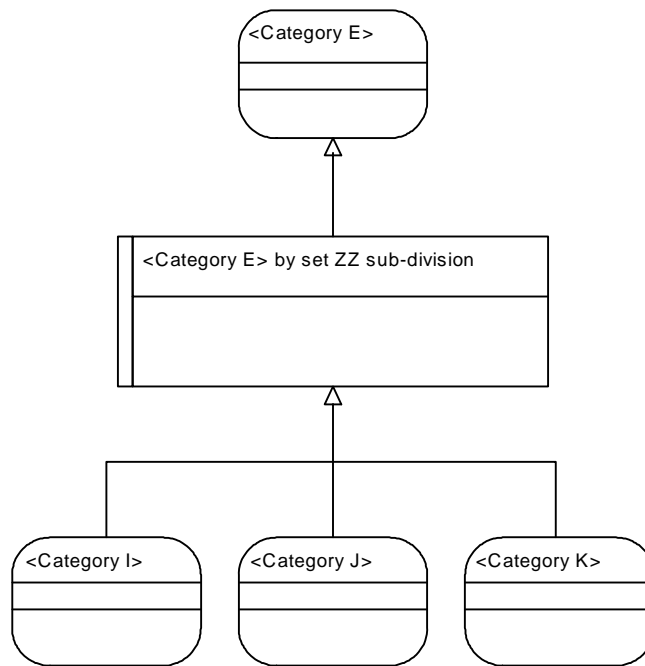 <Category E>
<Category E> by set ZZ sub-division
<Category I>
<Category J>
<Category K>